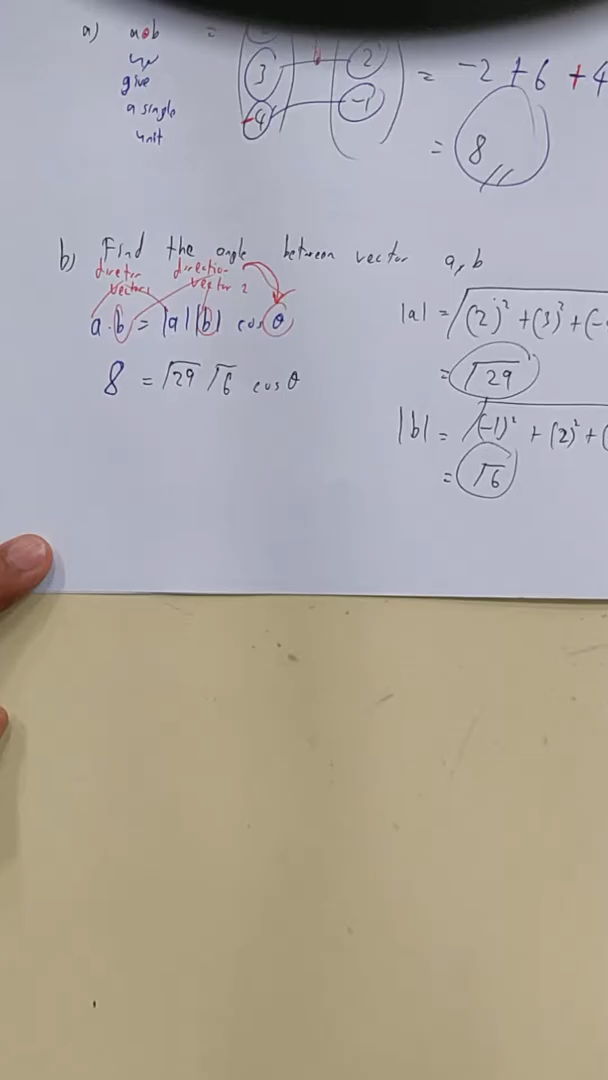 a) a•b = ( 3 -4 ) ( 2 -1 ) = -2 + 6 + 4
give
a single
unit
= 8
b) Find the angle between vector a, b
direction
vector 1
direction
vector 2
a.b = |a||b| cos θ
8 = √29 √6 cos θ
|a| = √(2)² + (3)² + (-
= √29
|b| = √(-1)² + (2)² + (
= √6